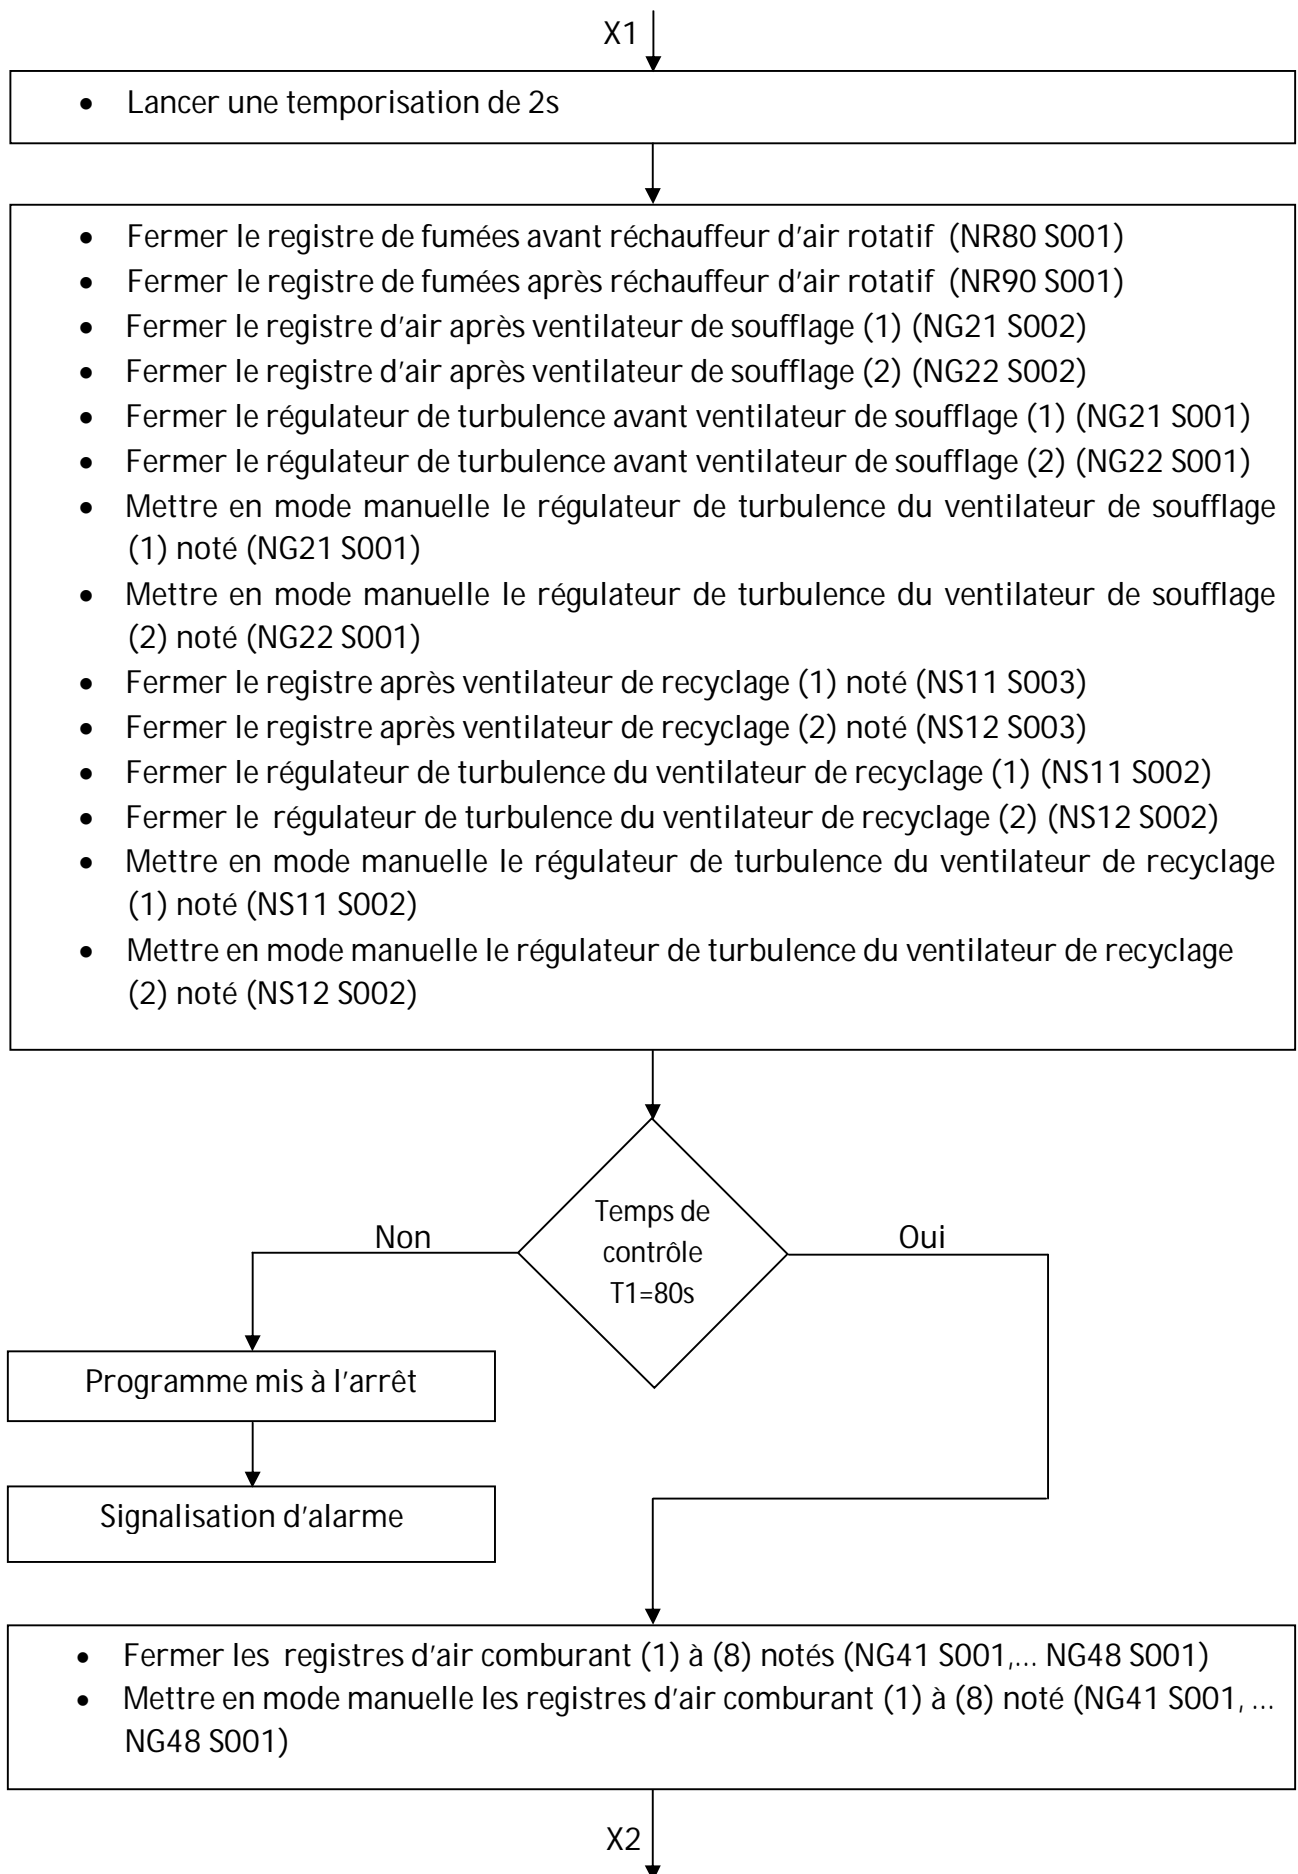 X1
• Lancer une temporisation de 2s
• Fermer le registre de fumées avant réchauffeur d'air rotatif (NR80 S001)
• Fermer le registre de fumées après réchauffeur d'air rotatif (NR90 S001)
• Fermer le registre d'air après ventilateur de soufflage (1) (NG21 S002)
• Fermer le registre d'air après ventilateur de soufflage (2) (NG22 S002)
• Fermer le régulateur de turbulence avant ventilateur de soufflage (1) (NG21 S001)
• Fermer le régulateur de turbulence avant ventilateur de soufflage (2) (NG22 S001)
• Mettre en mode manuelle le régulateur de turbulence du ventilateur de soufflage
(1) noté (NG21 S001)
• Mettre en mode manuelle le régulateur de turbulence du ventilateur de soufflage
(2) noté (NG22 S001)
• Fermer le registre après ventilateur de recyclage (1) noté (NS11 S003)
• Fermer le registre après ventilateur de recyclage (2) noté (NS12 S003)
• Fermer le régulateur de turbulence du ventilateur de recyclage (1) (NS11 S002)
• Fermer le régulateur de turbulence du ventilateur de recyclage (2) (NS12 S002)
• Mettre en mode manuelle le régulateur de turbulence du ventilateur de recyclage
(1) noté (NS11 S002)
• Mettre en mode manuelle le régulateur de turbulence du ventilateur de recyclage
(2) noté (NS12 S002)
Temps de
contrôle
T1=80s
Non
Oui
Programme mis à l'arrêt
Signalisation d'alarme
• Fermer les registres d'air comburant (1) à (8) notés (NG41 S001,... NG48 S001)
• Mettre en mode manuelle les registres d'air comburant (1) à (8) noté (NG41 S001, ...
NG48 S001)
X2